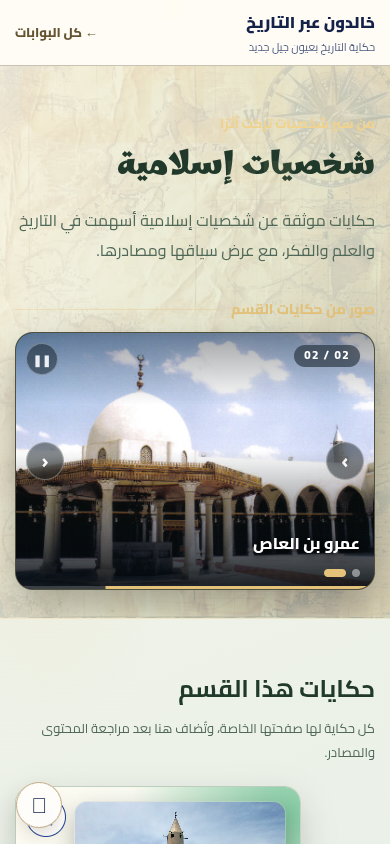 خالدون عبر التاريخ
حكاية التاريخ بعيون جيل جديد
← كل البوابات
شخصيات إسلامية
حكايات موثقة عن شخصيات إسلامية أسهمت في التاريخ
والعلم والفكر، مع عرض سياقها ومصادرها.
صور من حكايات القسم
02 / 02
عمرو بن العاص
حكايات هذا القسم
كل حكاية لها صفحتها الخاصة، وتُضاف هنا بعد مراجعة المحتوى
والمصادر.